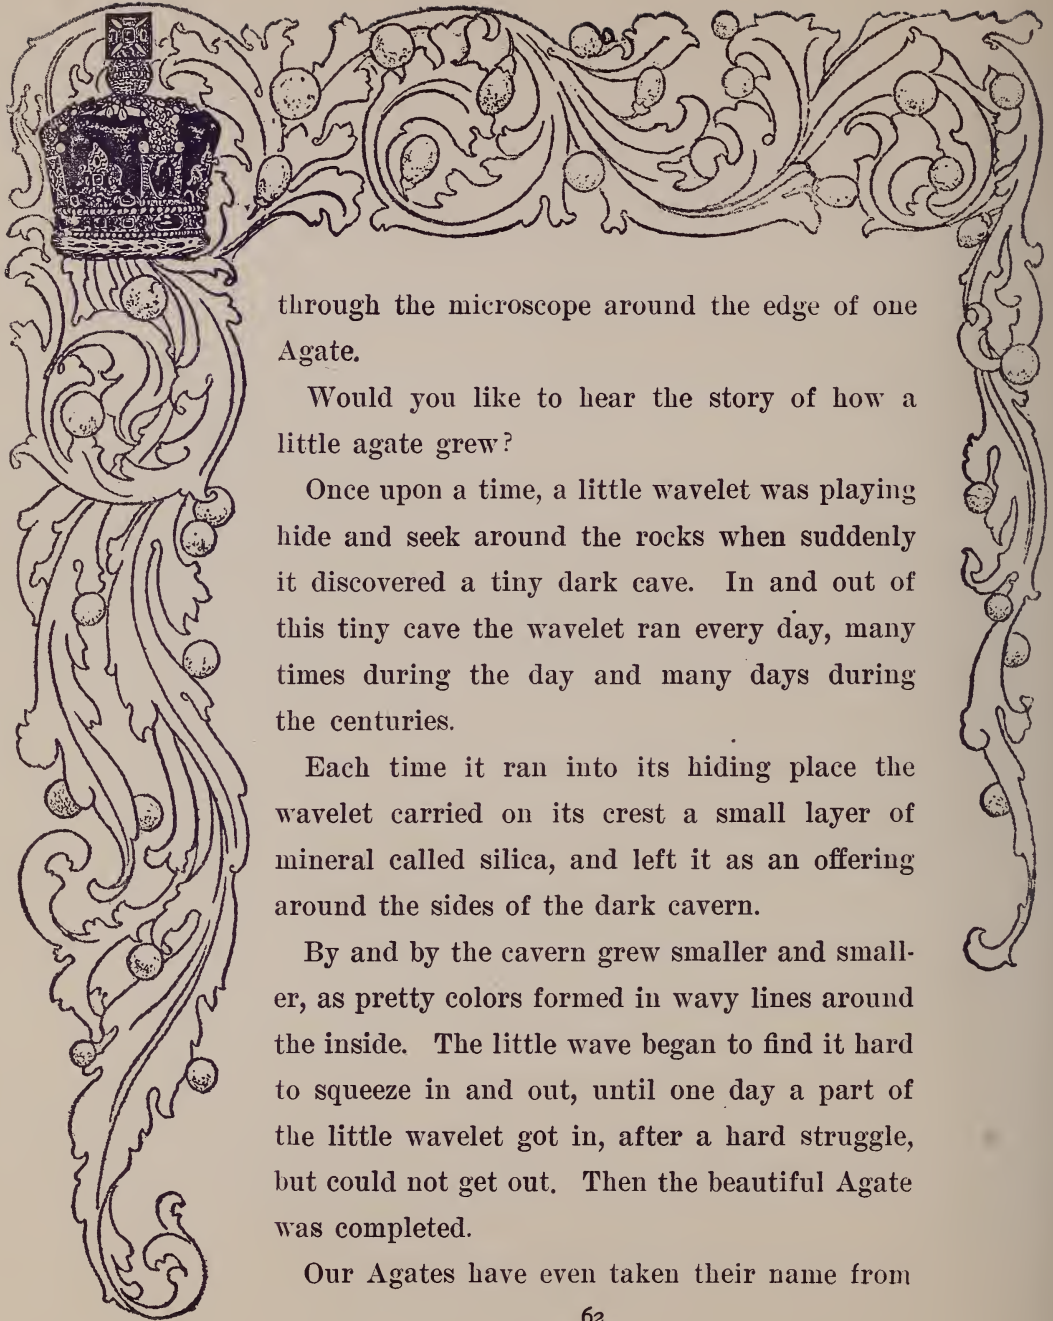 through the microscope around the edge of one
Agate.
Would you like to hear the story of how a
little agate grew?
Once upon a time, a little wavelet was playing
hide and seek around the rocks when suddenly
it discovered a tiny dark cave. In and out of
this tiny cave the wavelet ran every day, many
times during the day and many days during
the centuries.
Each time it ran into its hiding place the
wavelet carried on its crest a small layer of
mineral called silica, and left it as an offering
around the sides of the dark cavern.
By and by the cavern grew smaller and small-
er, as pretty colors formed in wavy lines around
the inside. The little wave began to find it hard
to squeeze in and out, until one day a part of
the little wavelet got in, after a hard struggle,
but could not get out. Then the beautiful Agate
was completed.
Our Agates have even taken their name from
62